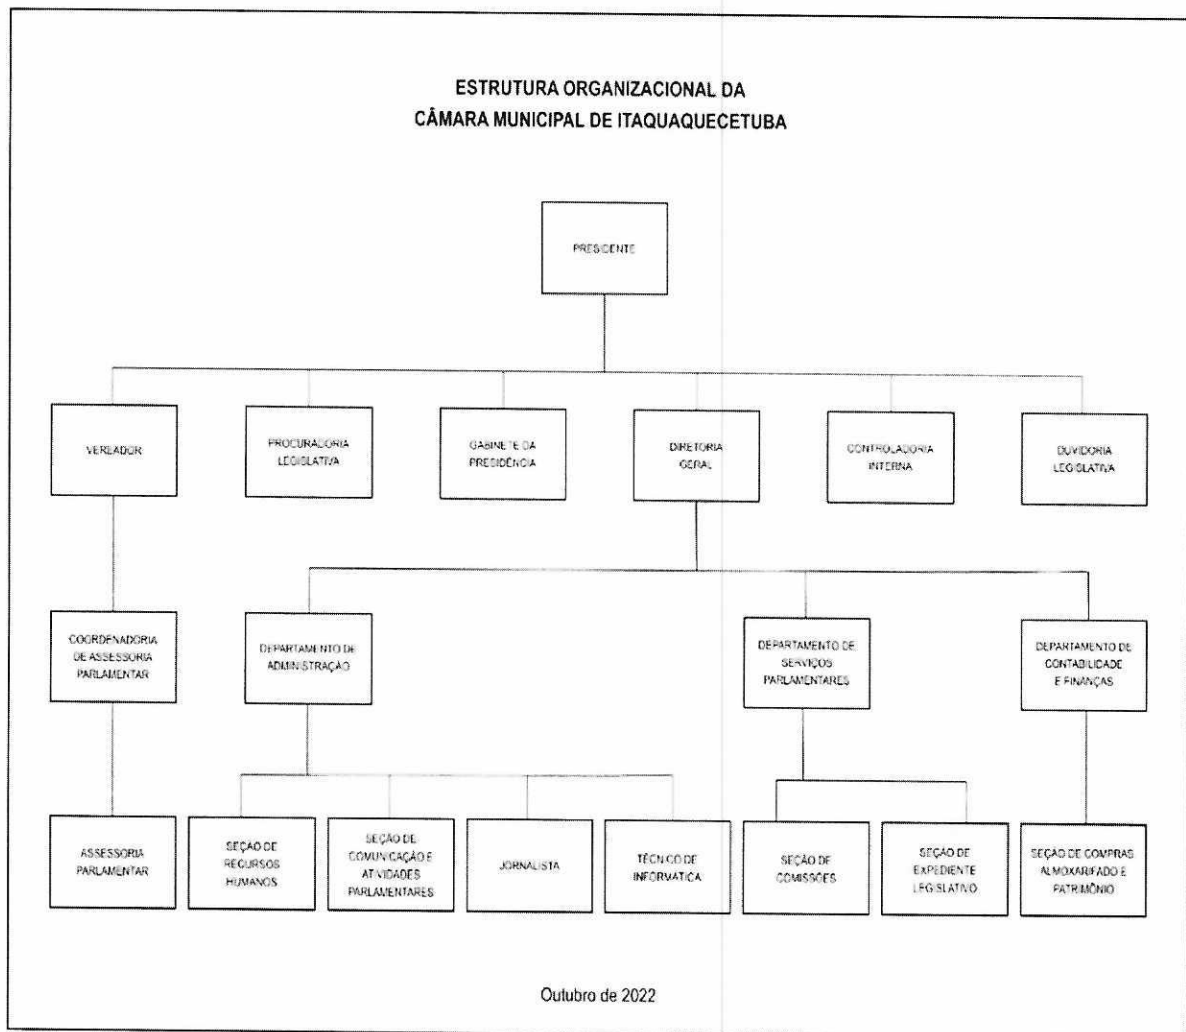 ESTRUTURA ORGANIZACIONAL DA
CÂMARA MUNICIPAL DE ITAQUAQUECETUBA
PRESIDENTE
VEREADOR
PROCURADORIA
LEGISLATIVA
GABINETE DA
PRESIDÊNCIA
DIRETORIA
GERAL
CONTROLADORIA
INTERNA
OUVIDORIA
LEGISLATIVA
COORDENADORIA
DE ASSESSORIA
PARLAMENTAR
DEPARTAMENTO DE
ADMINISTRAÇÃO
DEPARTAMENTO DE
SERVIÇOS
PARLAMENTARES
DEPARTAMENTO DE
CONTABILIDADE
E FINANÇAS
ASSESSORIA
PARLAMENTAR
SEÇÃO DE
RECURSOS
HUMANOS
SEÇÃO DE
COMUNICAÇÃO E
ATIVIDADES
PARLAMENTARES
JORNALISTA
TÉCNICO DE
INFORMÁTICA
SEÇÃO DE
COMISSÕES
SEÇÃO DE
EXPEDIENTE
LEGISLATIVO
SEÇÃO DE COMPRAS
ALMOXARIFADO E
PATRIMÔNIO
Outubro de 2022